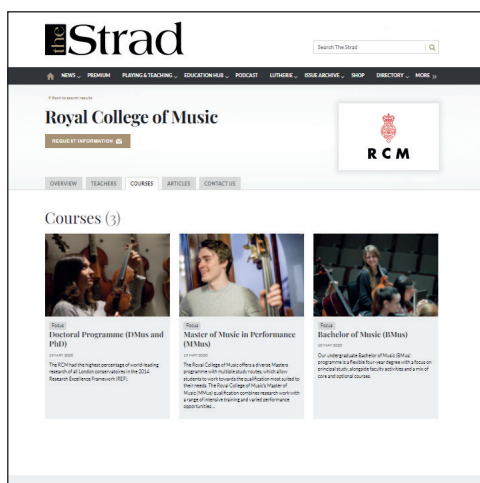 the Strad
Search The Strad
NEWS PREMIUM PLAYING & TEACHING EDUCATION HUB PODCAST LUTHERIE ISSUE ARCHIVE SHOP DIRECTORY MORE
Back to search results
Royal College of Music
REQUEST INFORMATION
RCM
OVERVIEW TEACHERS COURSES ARTICLES CONTACT US
Courses (3)
Focus
Doctoral Programme (DMus and
PhD)
The RCM had the highest percentage of world-leading
research of all London conservatoires in the 2014
Research Excellence Framework (REF).
Focus
Master of Music in Performance
(MMus)
The Royal College of Music offers a diverse Masters
programme with multiple study routes, which allow
students to work towards the qualification most suited to
their needs. The Royal College of Music's Master of
Music (MMus) qualification combines research work with
a range of intensive training and varied performance
opportunities ...
Focus
Bachelor of Music (BMus)
Our undergraduate Bachelor of Music (BMus)
programme is a flexible four-year degree with a focus on
principal study, alongside faculty activities and a mix of
core and optional courses.